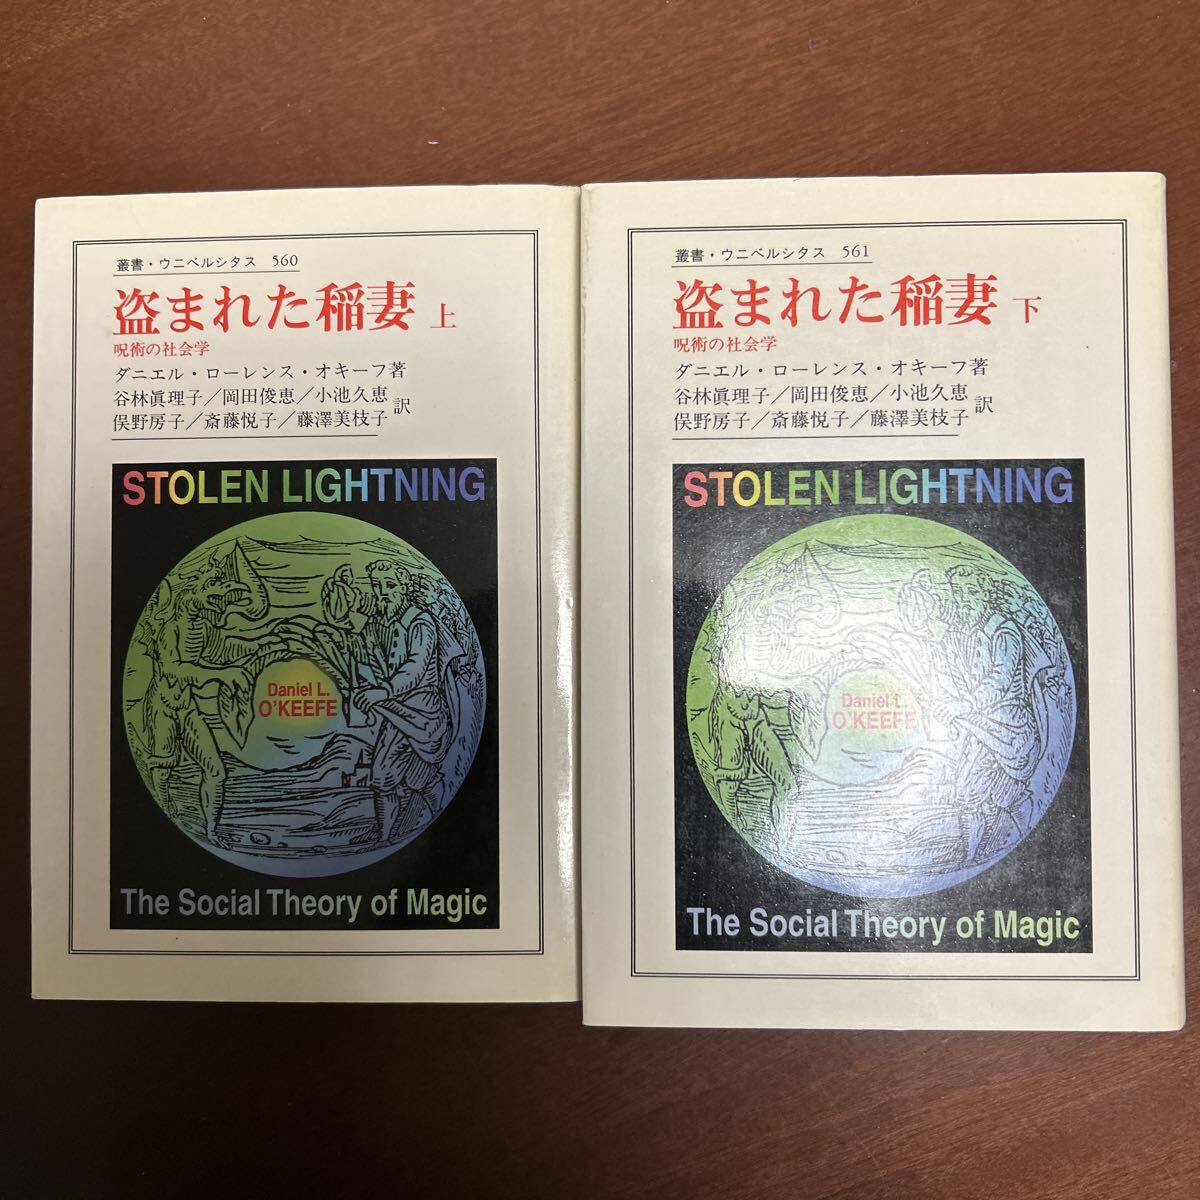 叢書・ウニベルシタス 560
盗まれた稲妻 上
呪術の社会学
ダニエル・ローレンス・オキーフ著
谷林眞理子／岡田俊恵／小池久恵
俣野房子／斎藤悦子／藤澤美枝子 訳
STOLEN LIGHTNING
Daniel L.
O'KEEFE
The Social Theory of Magic
叢書・ウニベルシタス 561
盗まれた稲妻 下
呪術の社会学
ダニエル・ローレンス・オキーフ著
谷林眞理子／岡田俊恵／小池久恵
俣野房子／斎藤悦子／藤澤美枝子 訳
STOLEN LIGHTNING
Daniel L.
O'KEEFE
The Social Theory of Magic